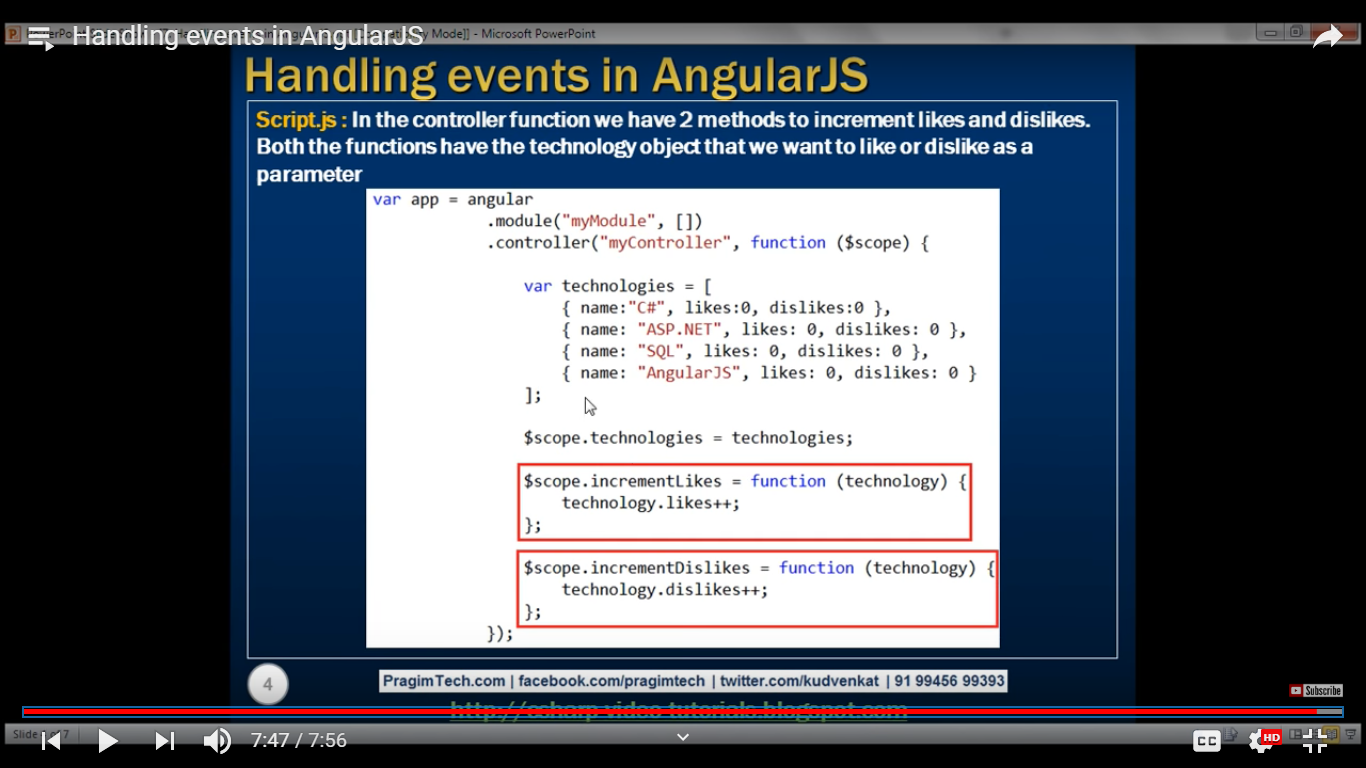 Handling events in AngularJS
y Mode]] - Microsoft PowerPoint
Handling events in AngularJS
Script.js : In the controller function we have 2 methods to increment likes and dislikes.
Both the functions have the technology object that we want to like or dislike as a
parameter
var app = angular
.module("myModule", [])
.controller("myController", function ($scope) {
var technologies = [
{ name:"C#", likes:0, dislikes:0 },
{ name: "ASP.NET", likes: 0, dislikes: 0 },
{ name: "SQL", likes: 0, dislikes: 0 },
{ name: "AngularJS", likes: 0, dislikes: 0 }
];
$scope.technologies = technologies;
$scope.incrementLikes = function (technology) {
technology.likes++;
};
$scope.incrementDislikes = function (technology) {
technology.dislikes++;
};
});
4
PragimTech.com | facebook.com/pragimtech | twitter.com/kudvenkat | 91 99456 99393
Subscribe
http://csharp-video-tutorials.blogspot.com
Slide
7:47 / 7:56
CC
HD